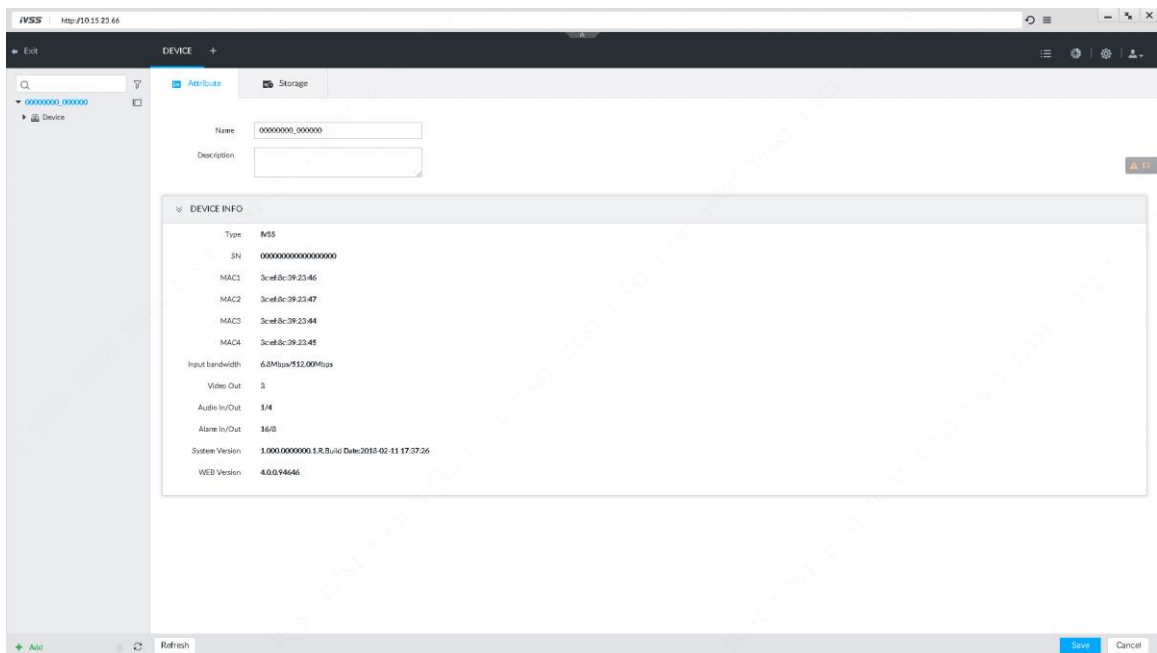 iVSS http://10.15.23.66
Exit DEVICE +
Attribute Storage
00000000_000000
Device
Name 00000000_000000
Description
15
DEVICE INFO
Type IVSS
SN 000000000000000000
MAC1 3c:ef:8c:39:23:46
MAC2 3c:ef:8c:39:23:47
MAC3 3c:ef:8c:39:23:44
MAC4 3c:ef:8c:39:23:45
Input bandwidth 6.8Mbps/512.00Mbps
Video Out 3
Audio In/Out 1/4
Alarm In/Out 16/8
System Version 1.000.0000000.1.R,Build Date:2018-02-11 17:37:26
WEB Version 4.0.0.94646
+ Add Refresh Save Cancel